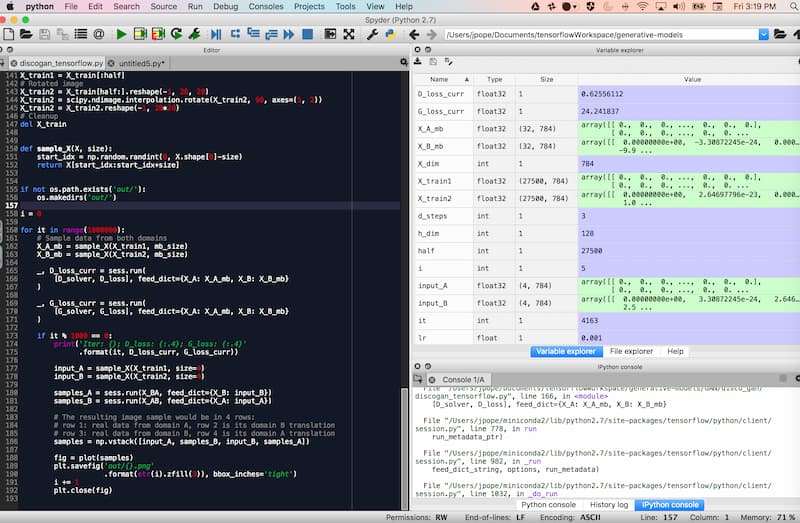 python File Edit Search Source Run Debug Consoles Projects Tools View Help
Fri 3:19 PM
Spyder (Python 2.7)
/Users/jpope/Documents/tensorflowWorkspace/generative-models
Editor
discogan_tensorflow.py untitled5.py*
141 X_train1 = X_train[:half]
142 # Rotated image
143 X_train2 = X_train[half:].reshape(-1, 28, 28)
144 X_train2 = scipy.ndimage.interpolation.rotate(X_train2, 90, axes=(1, 2))
145 X_train2 = X_train2.reshape(-1, 28*28)
146 # Cleanup
147 del X_train
148
149
150 def sample_X(X, size):
151 start_idx = np.random.randint(0, X.shape[0]-size)
152 return X[start_idx:start_idx+size]
153
154
155 if not os.path.exists('out/'):
156 os.makedirs('out/')
157
158 i = 0
159
160 for it in range(1000000):
161 # Sample data from both domains
162 X_A_mb = sample_X(X_train1, mb_size)
163 X_B_mb = sample_X(X_train2, mb_size)
164
165 _, D_loss_curr = sess.run(
166 [D_solver, D_loss], feed_dict={X_A: X_A_mb, X_B: X_B_mb}
167 )
168
169 _, G_loss_curr = sess.run(
170 [G_solver, G_loss], feed_dict={X_A: X_A_mb, X_B: X_B_mb}
171 )
172
173 if it % 1000 == 0:
174 print('Iter: {}; D_loss: {:.4}; G_loss: {:.4}'
175 .format(it, D_loss_curr, G_loss_curr))
176
177 input_A = sample_X(X_train1, size=4)
178 input_B = sample_X(X_train2, size=4)
179
180 samples_A = sess.run(X_BA, feed_dict={X_B: input_B})
181 samples_B = sess.run(X_AB, feed_dict={X_A: input_A})
182
183 # The resulting image sample would be in 4 rows:
184 # row 1: real data from domain A, row 2 is its domain B translation
185 # row 3: real data from domain B, row 4 is its domain A translation
186 samples = np.vstack([input_A, samples_B, input_B, samples_A])
187
188 fig = plot(samples)
189 plt.savefig('out/{}.png'
190 .format(str(i).zfill(3)), bbox_inches='tight')
191 i += 1
192 plt.close(fig)
193
Variable explorer
Name Type Size Value
D_loss_curr float32 1 0.62556112
G_loss_curr float32 1 24.241837
X_A_mb float32 (32, 784) array([[ 0., 0., 0., ..., 0., 0., 0.],
[ 0., 0., 0., ..., 0., 0. ...
X_B_mb float32 (32, 784) array([[ 0.00000000e+00, -3.30872245e-24, 0.000…
-9.9 ...
X_dim int 1 784
X_train1 float32 (27500, 784) array([[ 0., 0., 0., ..., 0., 0., 0.],
[ 0., 0., 0., ..., 0., 0. ...
X_train2 float32 (27500, 784) array([[ 0.00000000e+00, 2.64697796e-23, 0.000…
1.0 ...
d_steps int 1 3
h_dim int 1 128
half int 1 27500
i int 1 5
input_A float32 (4, 784) array([[ 0., 0., 0., ..., 0., 0., 0.],
[ 0., 0., 0., ..., 0., 0. ...
input_B float32 (4, 784) array([[ 0.00000000e+00, 3.30872245e-24, 2.646…
2.5 ...
it int 1 4163
lr float 1 0.001
Variable explorer File explorer Help
IPython console
Console 1/A
File "/Users/jpope/Documents/tensorflowWorkspace/generative-models/GAN/disco_gan/
discogan_tensorflow.py", line 166, in <module>
[D_solver, D_loss], feed_dict={X_A: X_A_mb, X_B: X_B_mb}
File "/Users/jpope/miniconda2/lib/python2.7/site-packages/tensorflow/python/client/
session.py", line 778, in run
run_metadata_ptr)
File "/Users/jpope/miniconda2/lib/python2.7/site-packages/tensorflow/python/client/
session.py", line 982, in _run
feed_dict_string, options, run_metadata)
File "/Users/jpope/miniconda2/lib/python2.7/site-packages/tensorflow/python/client/
session.py", line 1032, in _do_run
Python console History log IPython console
Permissions: RW End-of-lines: LF Encoding: ASCII Line: 157 Column: 1 Memory: 71 %